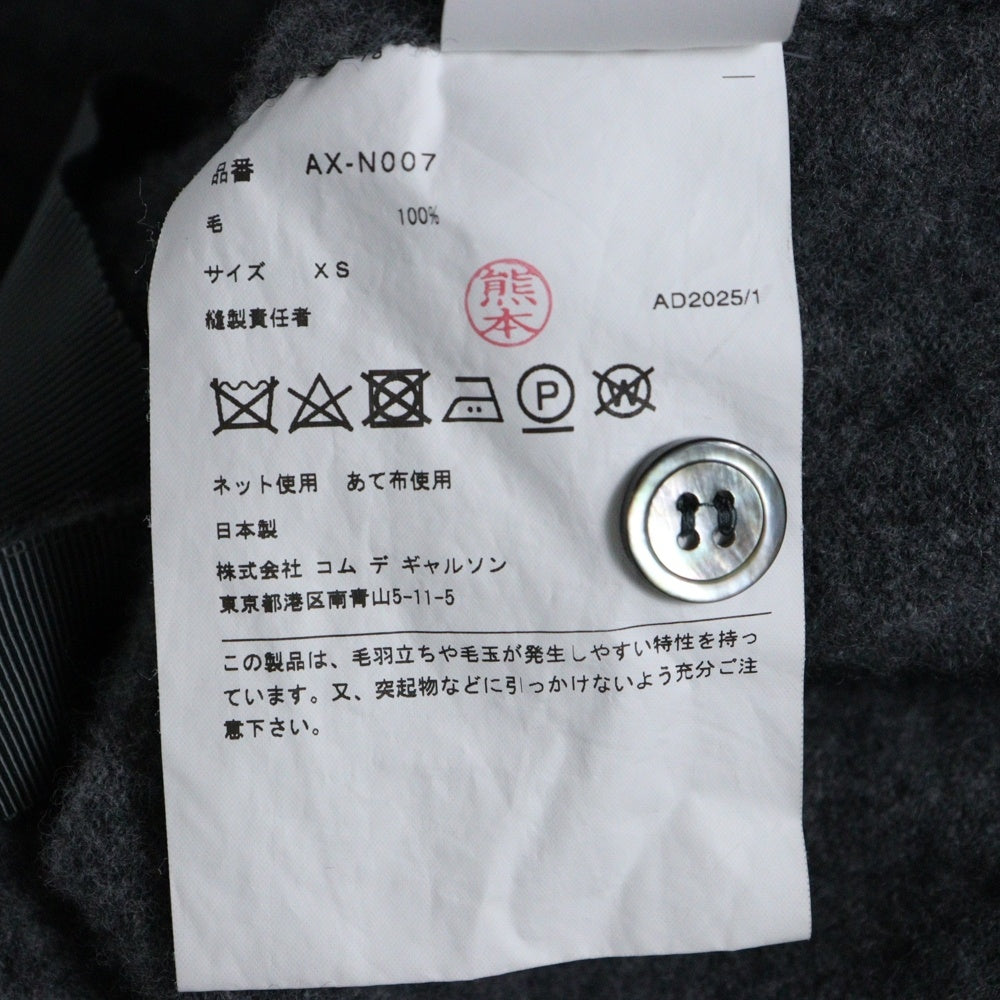 品番 AX-N007
毛 100%
サイズ XS
縫製責任者 熊本 AD2025/1
P W
ネット使用 あて布使用
日本製
株式会社 コム デ ギャルソン
東京都港区南青山5-11-5
この製品は、毛羽立ちや毛玉が発生しやすい特性を持っ
ています。又、突起物などに引っかけないよう充分ご注
意下さい。